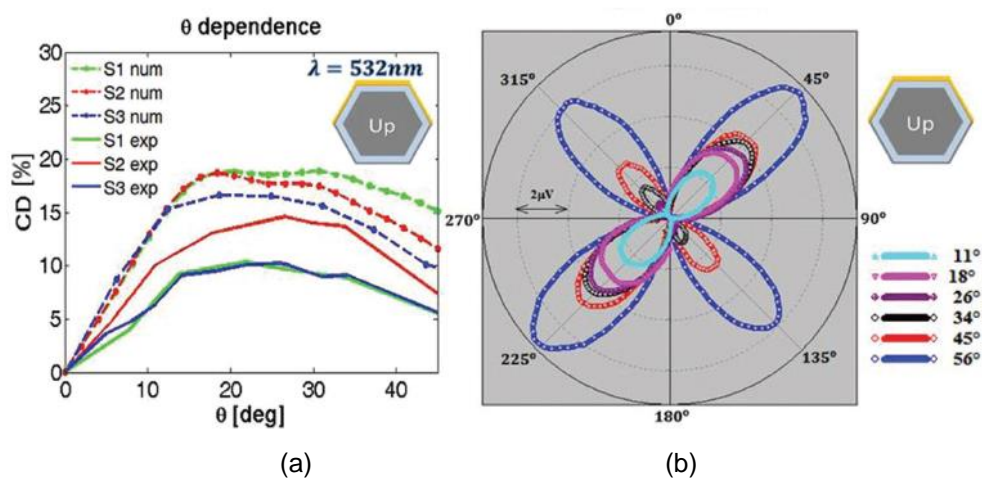 θ dependence
30
25
20
15
10
5
0
CD [%]
S1 num
S2 num
S3 num
S1 exp
S2 exp
S3 exp
λ = 532nm
Up
0 10 20 30 40
θ [deg]
(a)
0°
45°
90°
135°
180°
225°
270°
315°
2μV
Up
11°
18°
26°
34°
45°
56°
(b)